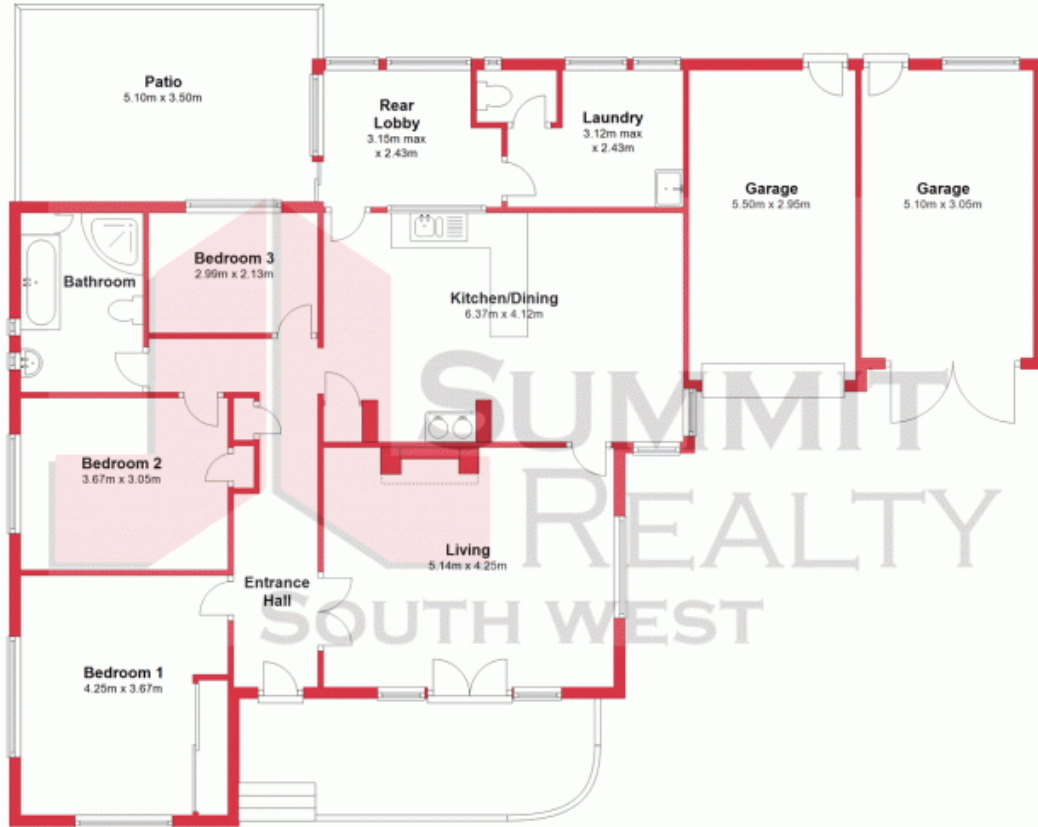 Patio
5.10m x 3.50m
Rear
Lobby
3.15m max
x 2.43m
Laundry
3.12m max
x 2.43m
Garage
5.50m x 2.95m
Garage
5.10m x 3.05m
Bedroom 3
2.99m x 2.13m
Bathroom
Kitchen/Dining
6.37m x 4.12m
Bedroom 2
3.67m x 3.05m
Living
5.14m x 4.25m
Entrance
Hall
Bedroom 1
4.25m x 3.67m
SUMMIT
REALTY
SOUTH WEST